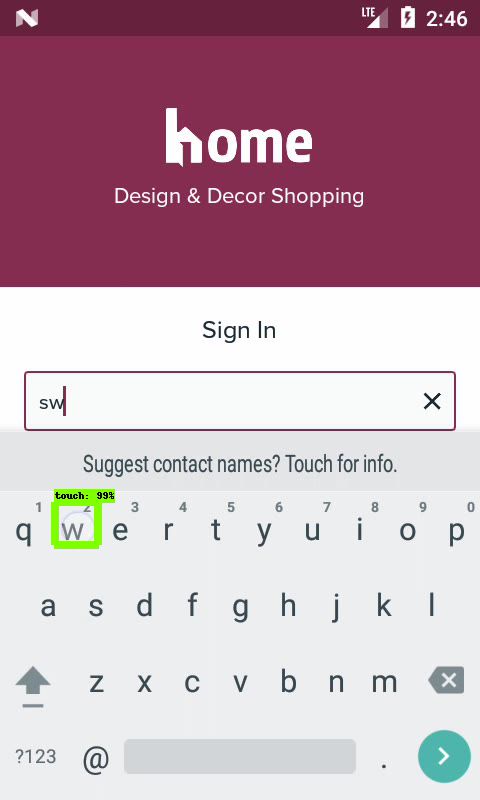 LTE 2:46
home
Design & Decor Shopping
Sign In
sw
Suggest contact names? Touch for info.
touch: 99%
1 2 3 4 5 6 7 8 9 0
q w e r t y u i o p
a s d f g h j k l
z x c v b n m
?123 @ .